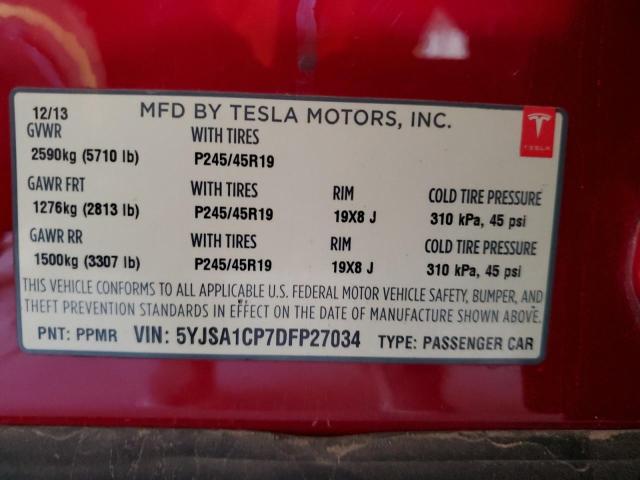 12/13 MFD BY TESLA MOTORS, INC.
TESLA
GVWR WITH TIRES
2590kg (5710 lb) P245/45R19
GAWR FRT WITH TIRES RIM COLD TIRE PRESSURE
1276kg (2813 lb) P245/45R19 19X8 J 310 kPa, 45 psi
GAWR RR WITH TIRES RIM COLD TIRE PRESSURE
1500kg (3307 lb) P245/45R19 19X8 J 310 kPa, 45 psi
THIS VEHICLE CONFORMS TO ALL APPLICABLE U.S. FEDERAL MOTOR VEHICLE SAFETY, BUMPER, AND
THEFT PREVENTION STANDARDS IN EFFECT ON THE DATE OF MANUFACTURE SHOWN ABOVE.
PNT: PPMR VIN: 5YJSA1CP7DFP27034 TYPE: PASSENGER CAR